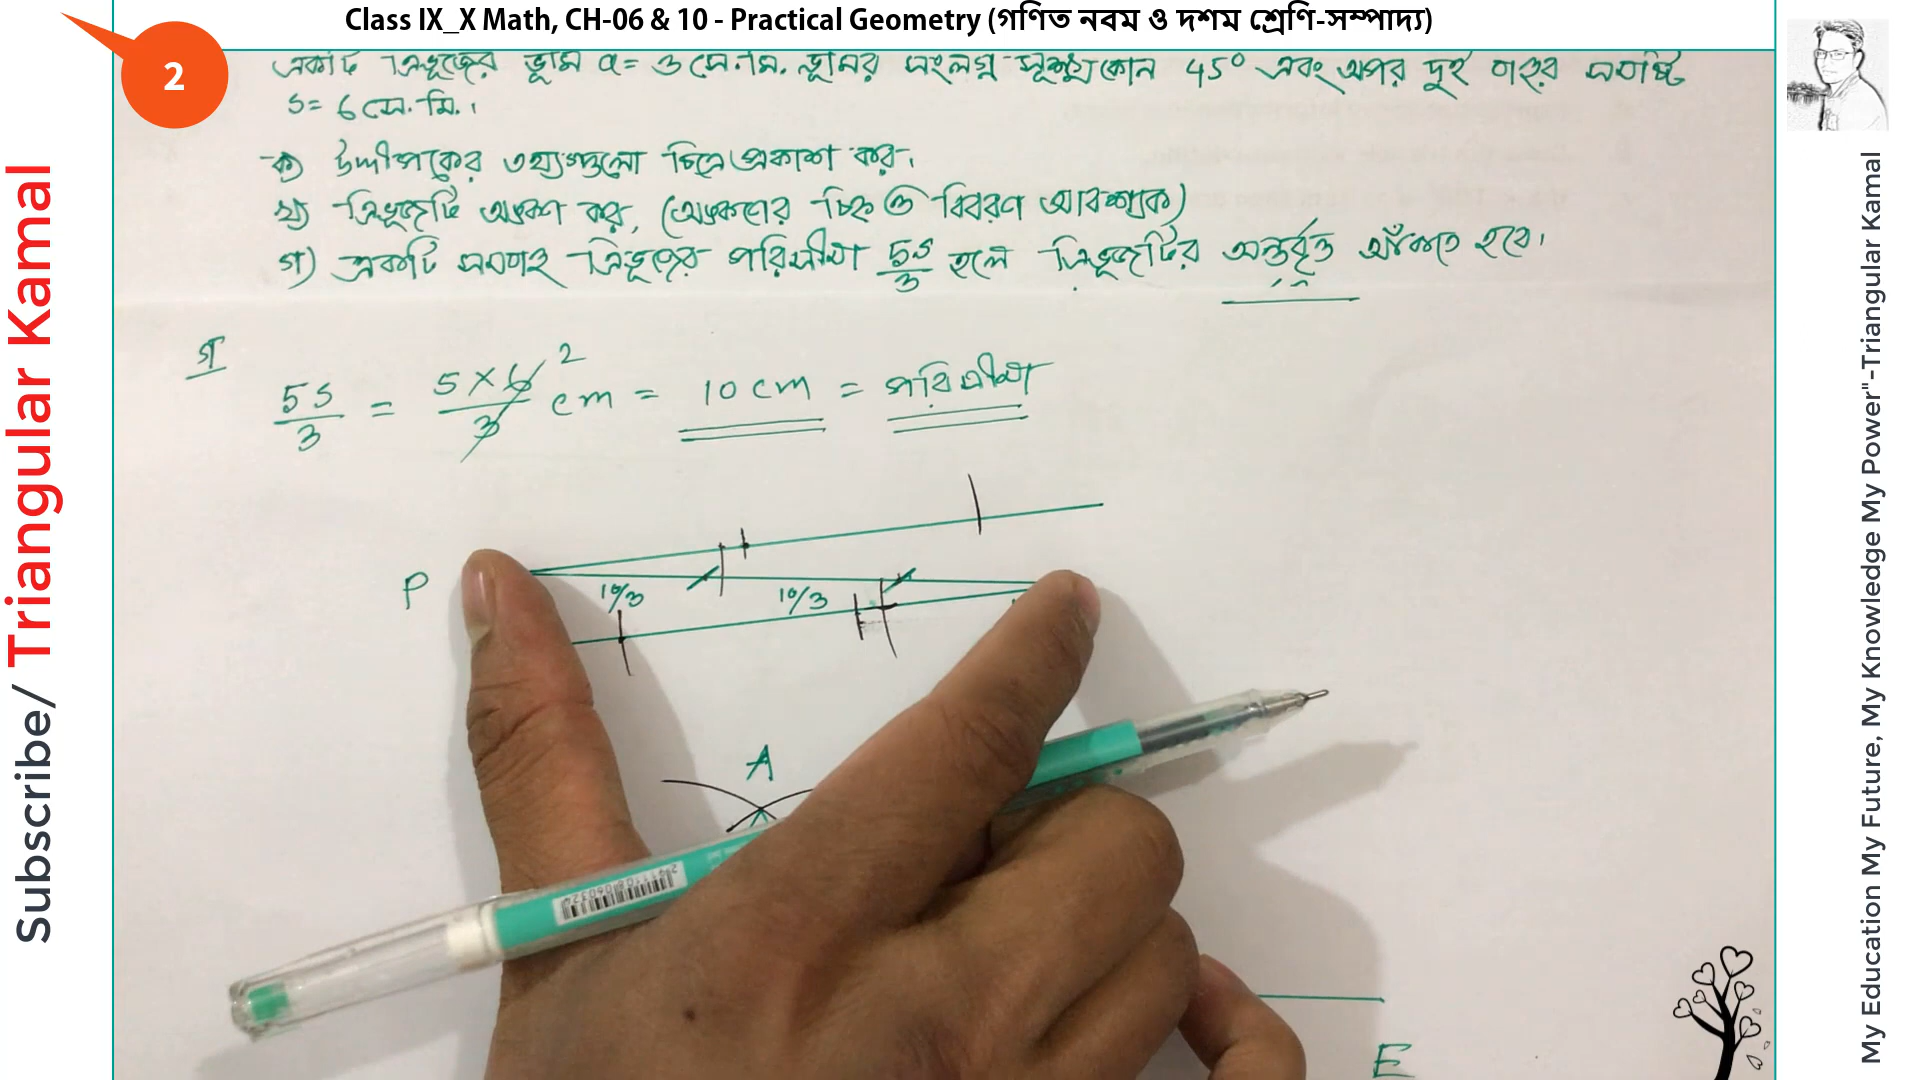 Class IX_X Math, CH-06 & 10 - Practical Geometry (গণিত নবম ও দশম শ্রেণি-সম্পাদ্য)
2
একটি ত্রিভুজের ভূমি a= 3 সে.মি. ভূমির সংলগ্ন সূক্ষ্মকোন 45° এবং অপর দুই বাহুর সমষ্টি
s= 6 সে.মি.।
ক) উদ্দীপকের তথ্যগুলো চিত্রে প্রকাশ কর।
খ) ত্রিভুজটি অংকন কর, (অংকনের চিহ্ন ও বিবরণ আবশ্যক)
গ) একটি সমবাহু ত্রিভুজের পরিসীমা 5s/3 হলে ত্রিভুজটির অন্তর্বৃত্ত আঁকতে হবে।
গ
5s/3 = 5×6/3 2 cm = 10 cm = পরিসীমা
P
10/3 10/3
A
E
Subscribe/ Triangular Kamal
My Education My Future, My Knowledge My Power"-Triangular Kamal